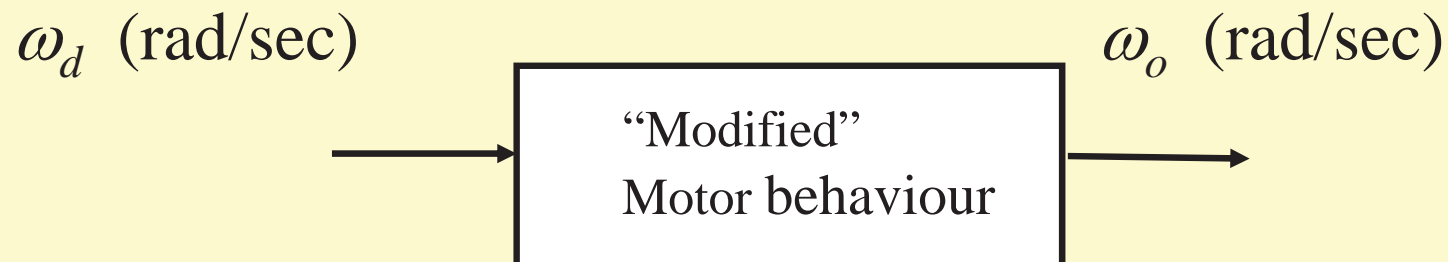 ω_d (rad/sec)
ω_o (rad/sec)
“Modified”
Motor behaviour